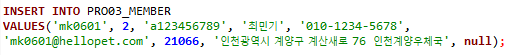 INSERT INTO PRO03_MEMBER
VALUES('mk0601', 2, 'a123456789', '최민기', '010-1234-5678',
'mk0601@hellopet.com', 21066, '인천광역시 계양구 계산새로 76 인천계양우체국', null);